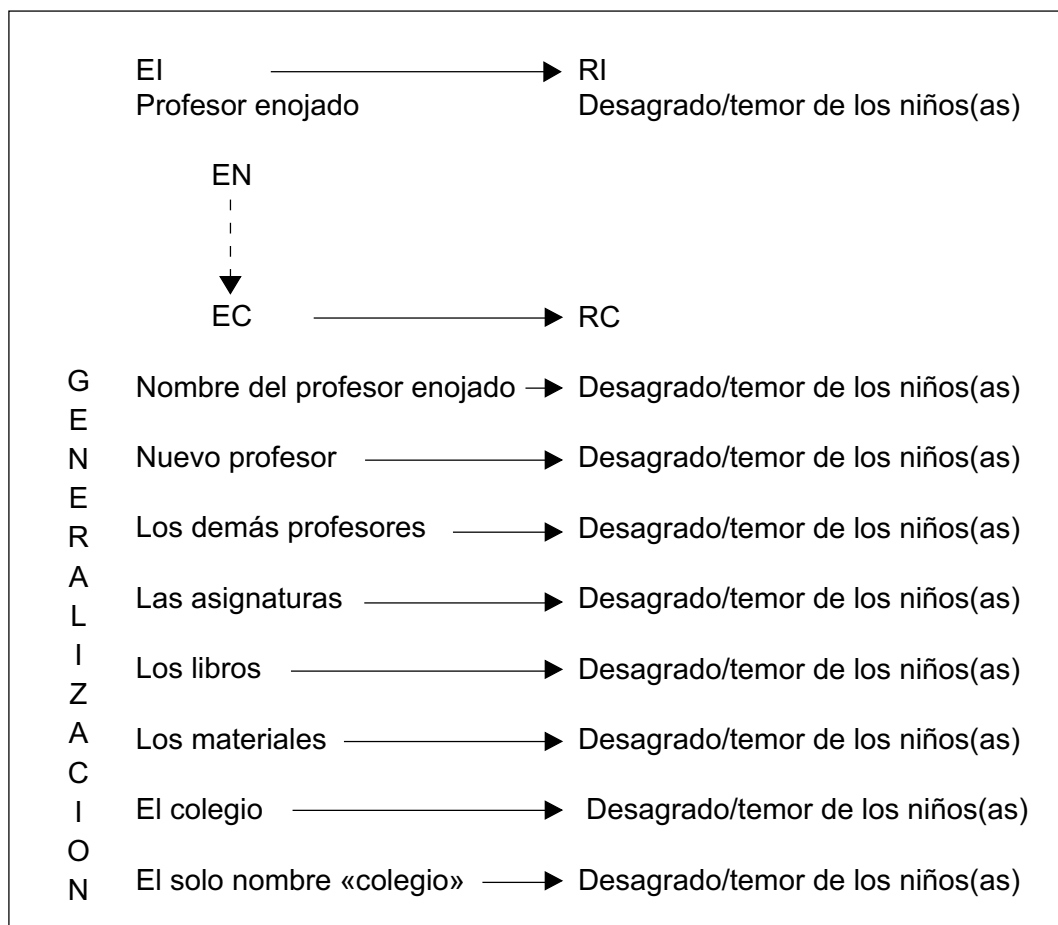 EI RI
Profesor enojado Desagrado/temor de los niños(as)
EN
EC RC
GENERALIZACION
Nombre del profesor enojado Desagrado/temor de los niños(as)
Nuevo profesor Desagrado/temor de los niños(as)
Los demás profesores Desagrado/temor de los niños(as)
Las asignaturas Desagrado/temor de los niños(as)
Los libros Desagrado/temor de los niños(as)
Los materiales Desagrado/temor de los niños(as)
El colegio Desagrado/temor de los niños(as)
El solo nombre «colegio» Desagrado/temor de los niños(as)